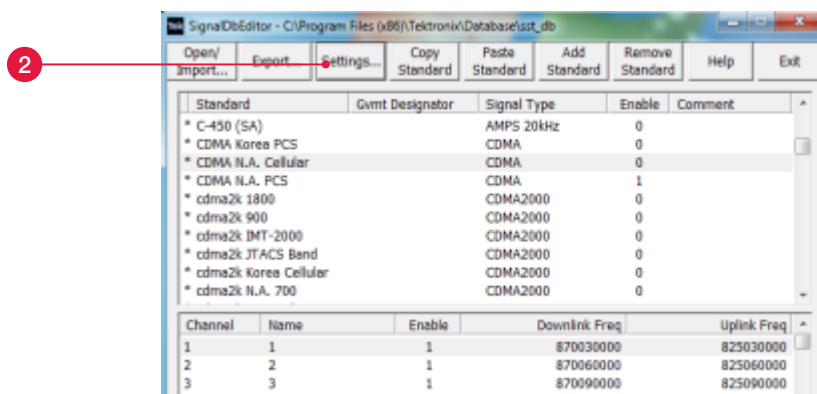 SignalDbEditor - C:\Program Files (x86)\Tektronix\Database\sst_db
Open/Import... Export... Settings... Copy Standard Paste Standard Add Standard Remove Standard Help Exit
2
Standard Gvmt Designator Signal Type Enable Comment
* C-450 (SA) AMPS 20kHz 0
* CDMA Korea PCS CDMA 0
* CDMA N.A. Cellular CDMA 0
* CDMA N.A. PCS CDMA 1
* cdma2k 1800 CDMA2000 0
* cdma2k 900 CDMA2000 0
* cdma2k IMT-2000 CDMA2000 0
* cdma2k JTACS Band CDMA2000 0
* cdma2k Korea Cellular CDMA2000 0
* cdma2k N.A. 700 CDMA2000 0
Channel Name Enable Downlink Freq Uplink Freq
1 1 1 870030000 825030000
2 2 1 870060000 825060000
3 3 1 870090000 825090000